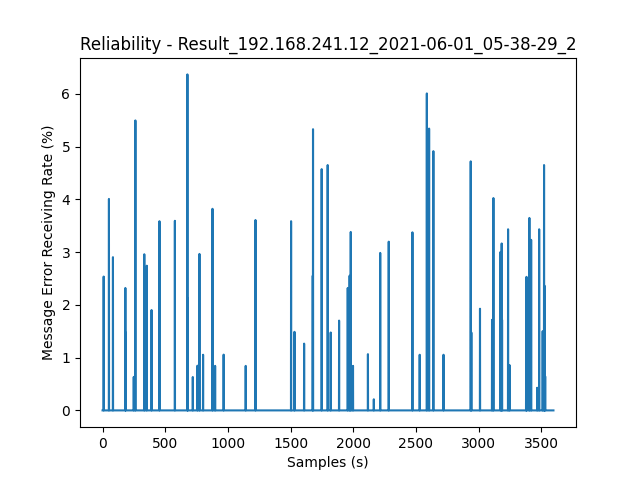 Reliability - Result_192.168.241.12_2021-06-01_05-38-29_2
Message Error Receiving Rate (%)
6
5
4
3
2
1
0
0 500 1000 1500 2000 2500 3000 3500
Samples (s)